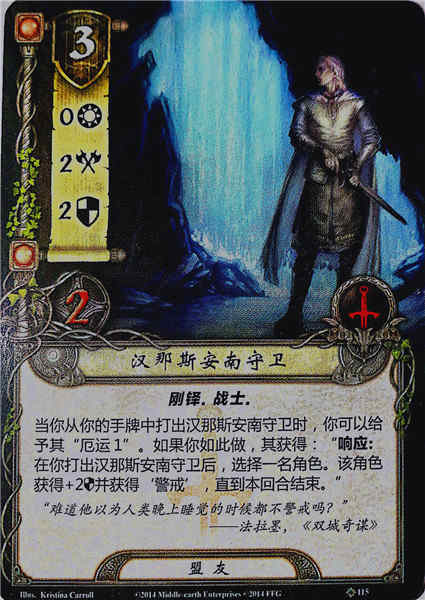 3
0
2
2
2
汉那斯安南守卫
刚铎. 战士.
当你从你的手牌中打出汉那斯安南守卫时，你可以给
予其“厄运1”。如果你如此做，其获得：“响应:
在你打出汉那斯安南守卫后，选择一名角色。该角色
获得+2并获得‘警戒’，直到本回合结束。”
“难道他以为人类晚上睡觉的时候都不警戒吗？”
——法拉墨，《双城奇谋》
盟友
Illus. Kristina Carroll ©2014 Middle-earth Enterprises • 2014 FFG 115